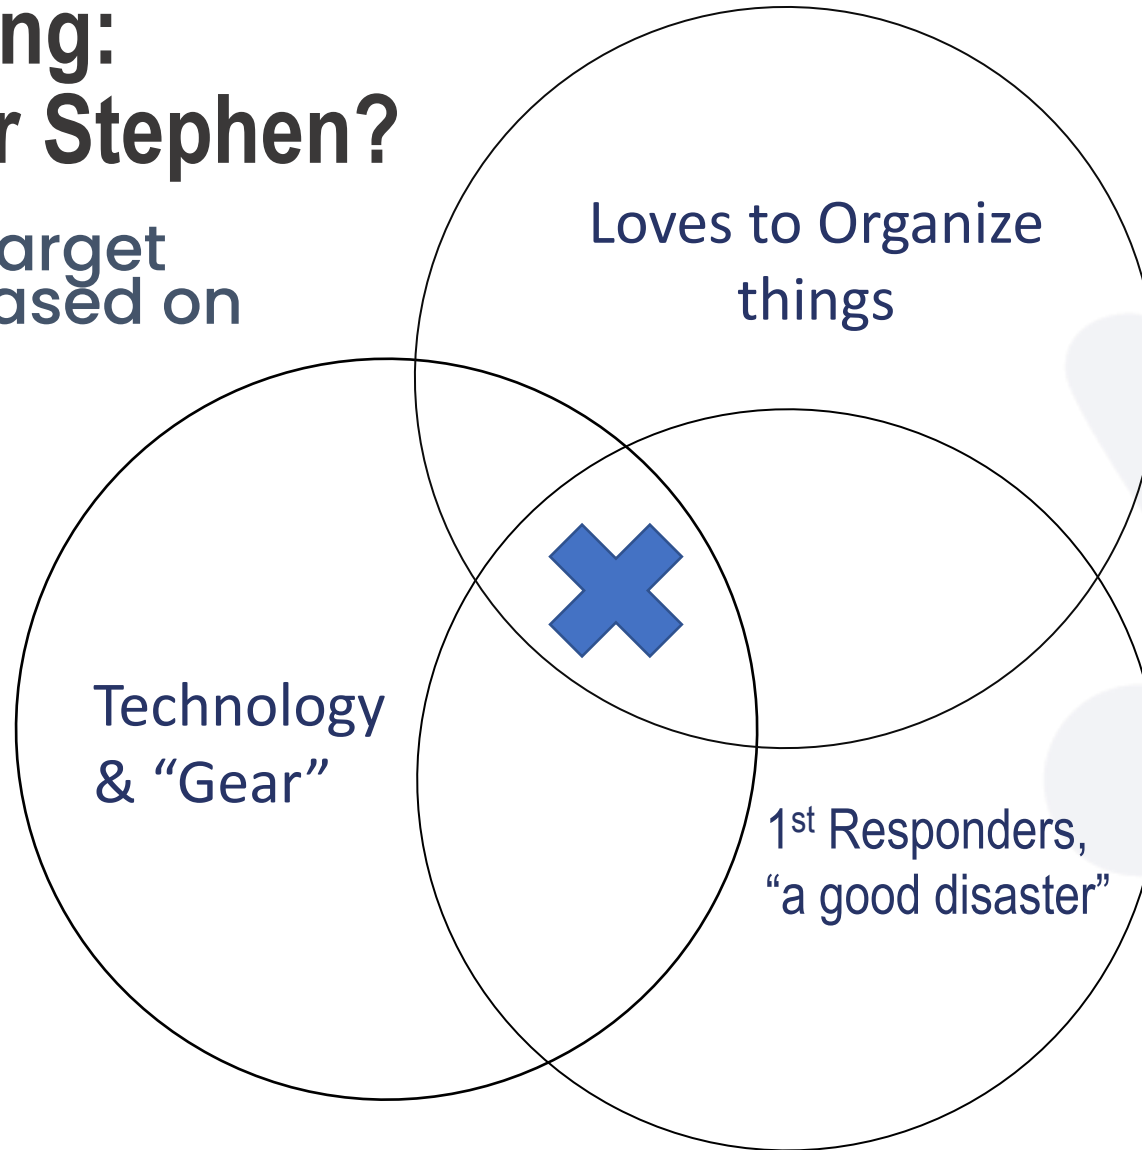 ng:
r Stephen?
arget
ased on
Loves to Organize
things
Technology
& “Gear”
1st Responders,
“a good disaster”